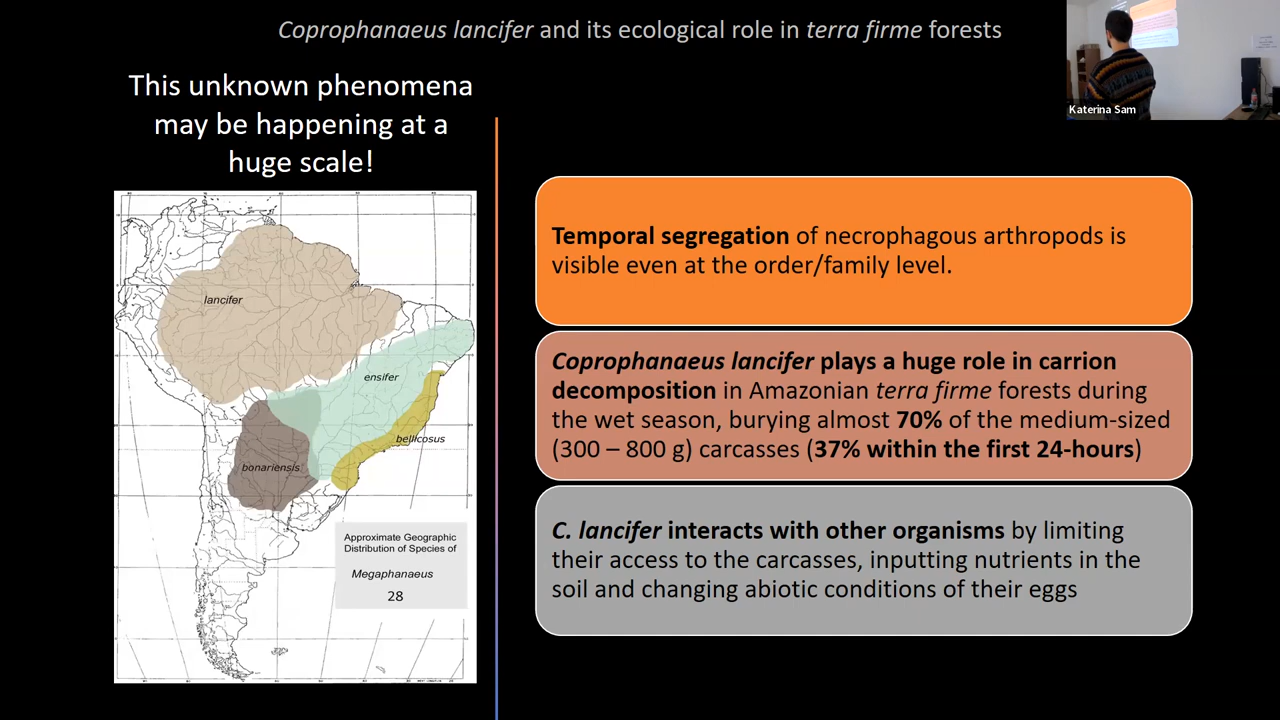 Coprophanaeus lancifer and its ecological role in terra firme forests
Katerina Sam
This unknown phenomena
may be happening at a
huge scale!
lancifer
ensifer
bellicosus
bonariensis
Approximate Geographic
Distribution of Species of
Megaphanaeus
28
Temporal segregation of necrophagous arthropods is
visible even at the order/family level.
Coprophanaeus lancifer plays a huge role in carrion
decomposition in Amazonian terra firme forests during
the wet season, burying almost 70% of the medium-sized
(300 – 800 g) carcasses (37% within the first 24-hours)
C. lancifer interacts with other organisms by limiting
their access to the carcasses, inputting nutrients in the
soil and changing abiotic conditions of their eggs